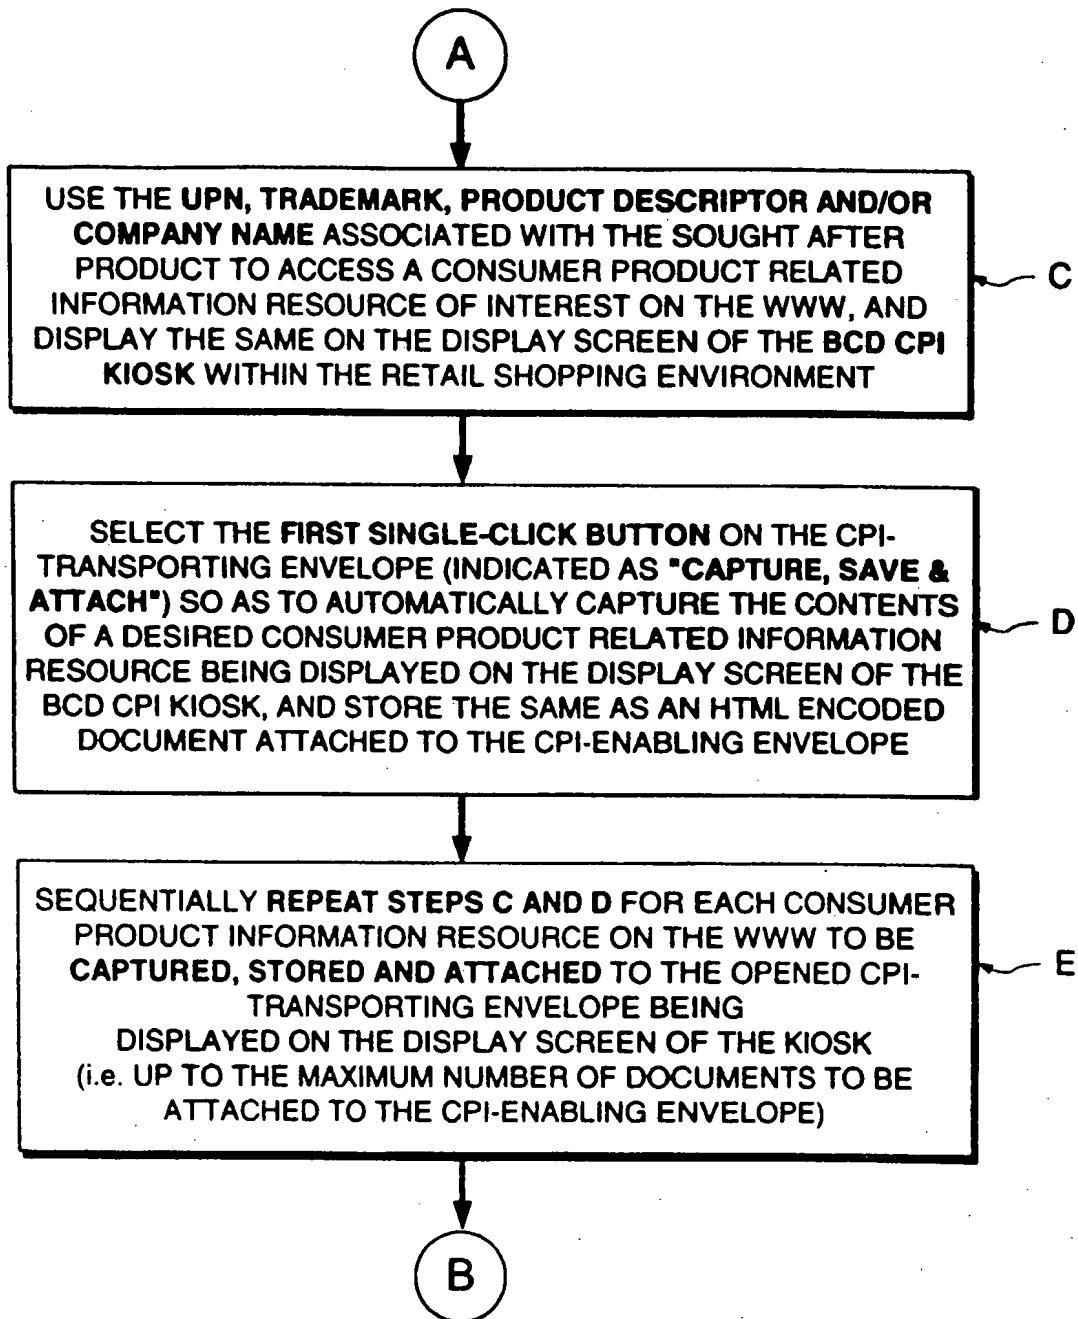 A
USE THE UPN, TRADEMARK, PRODUCT DESCRIPTOR AND/OR
COMPANY NAME ASSOCIATED WITH THE SOUGHT AFTER
PRODUCT TO ACCESS A CONSUMER PRODUCT RELATED
INFORMATION RESOURCE OF INTEREST ON THE WWW, AND
DISPLAY THE SAME ON THE DISPLAY SCREEN OF THE BCD CPI
KIOSK WITHIN THE RETAIL SHOPPING ENVIRONMENT
C
SELECT THE FIRST SINGLE-CLICK BUTTON ON THE CPI-
TRANSPORTING ENVELOPE (INDICATED AS "CAPTURE, SAVE &
ATTACH") SO AS TO AUTOMATICALLY CAPTURE THE CONTENTS
OF A DESIRED CONSUMER PRODUCT RELATED INFORMATION
RESOURCE BEING DISPLAYED ON THE DISPLAY SCREEN OF THE
BCD CPI KIOSK, AND STORE THE SAME AS AN HTML ENCODED
DOCUMENT ATTACHED TO THE CPI-ENABLING ENVELOPE
D
SEQUENTIALLY REPEAT STEPS C AND D FOR EACH CONSUMER
PRODUCT INFORMATION RESOURCE ON THE WWW TO BE
CAPTURED, STORED AND ATTACHED TO THE OPENED CPI-
TRANSPORTING ENVELOPE BEING
DISPLAYED ON THE DISPLAY SCREEN OF THE KIOSK
(i.e. UP TO THE MAXIMUM NUMBER OF DOCUMENTS TO BE
ATTACHED TO THE CPI-ENABLING ENVELOPE)
E
B